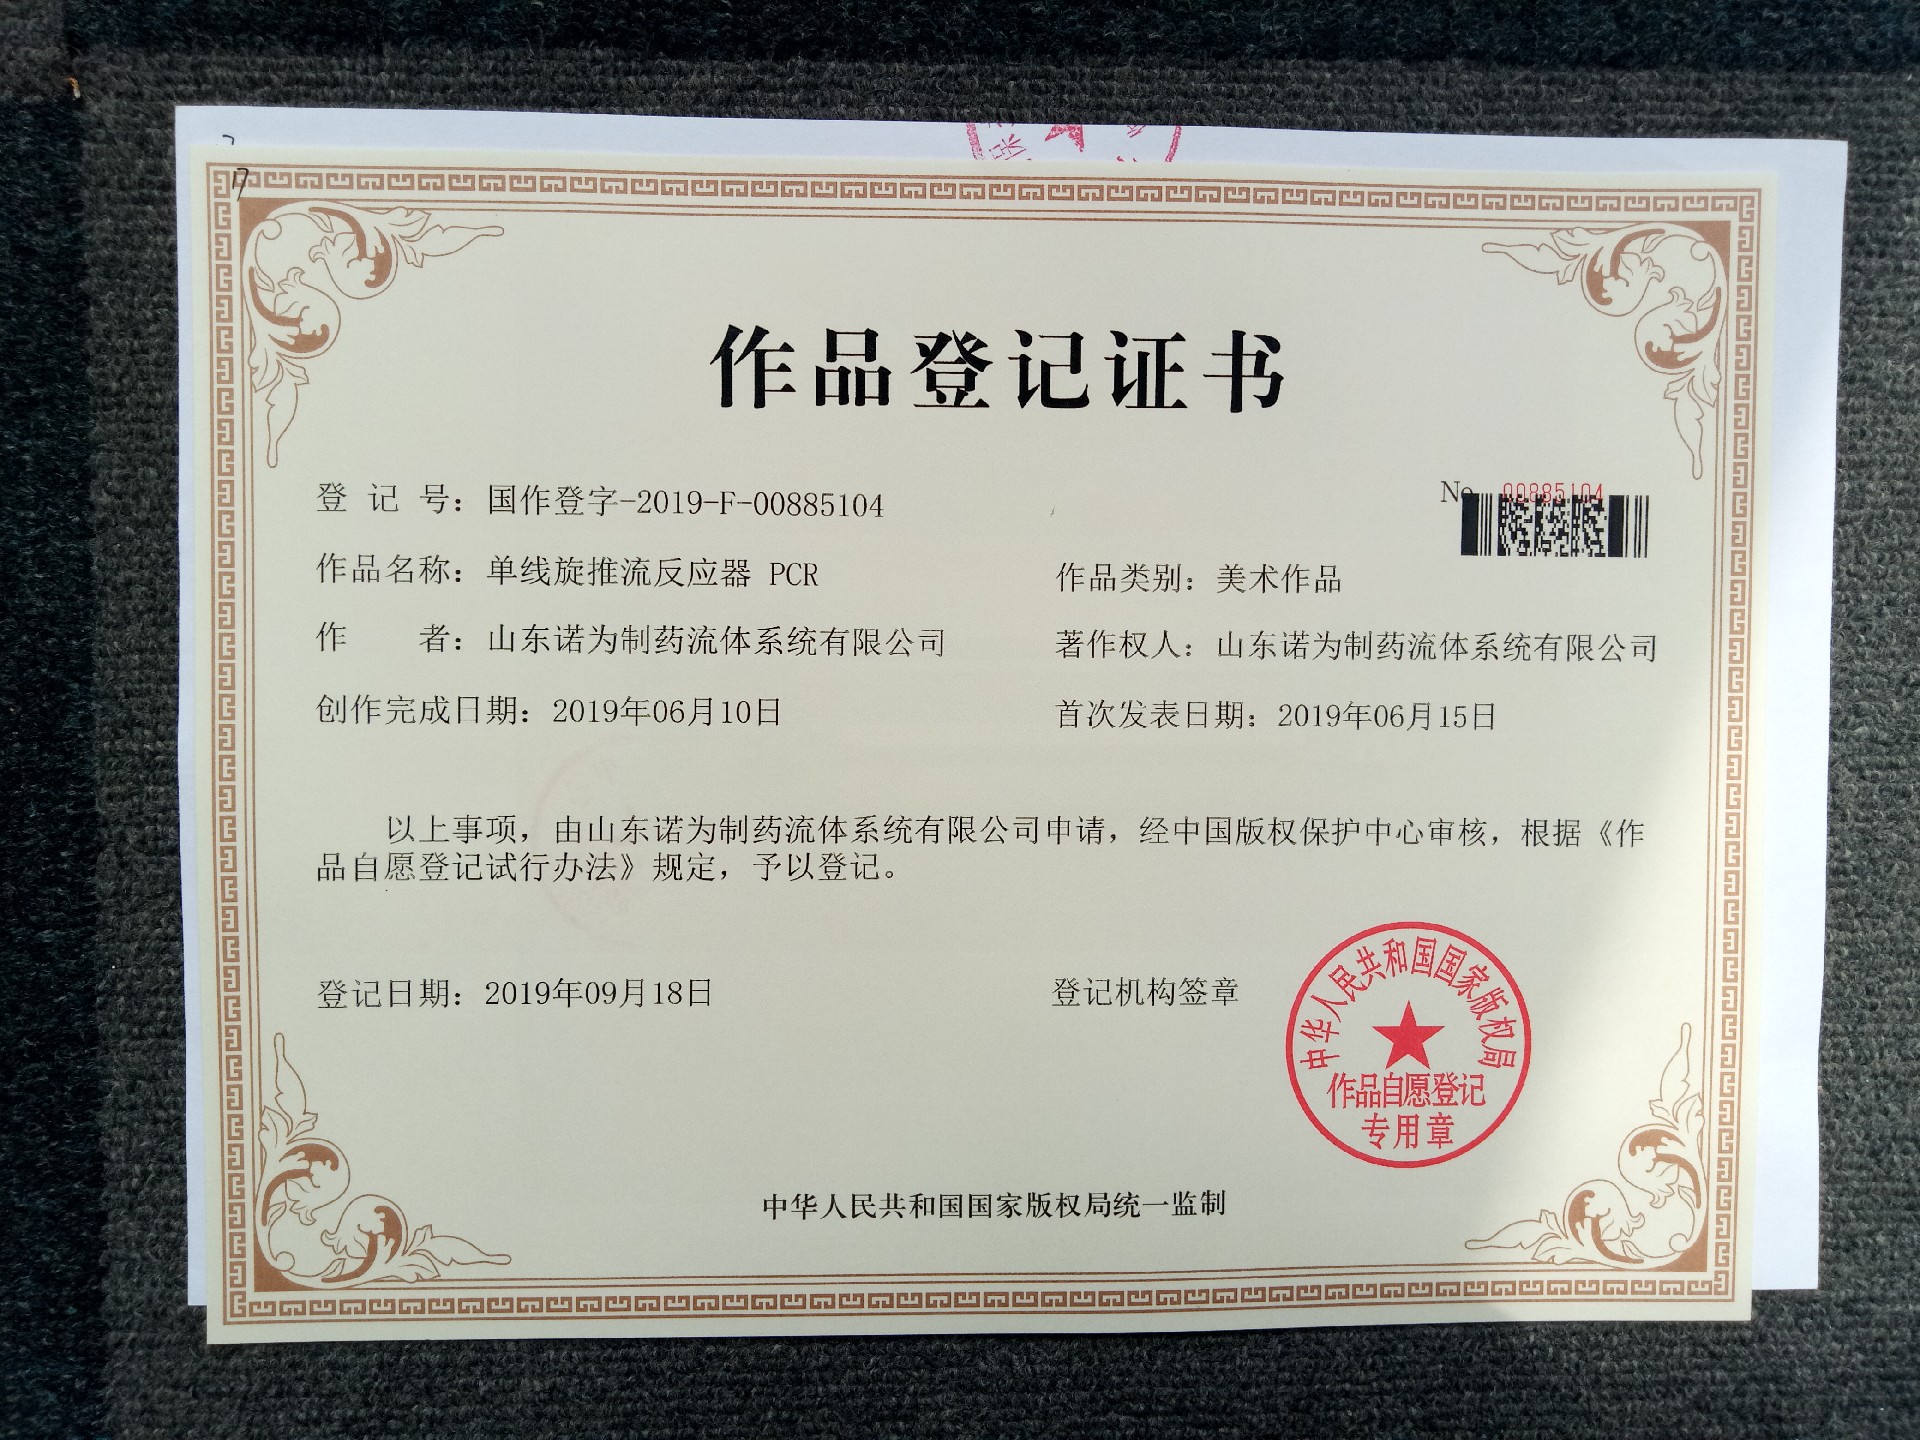 作品登记证书
No. 00885104
登 记 号：国作登字-2019-F-00885104
作品名称：单线旋推流反应器 PCR
作品类别：美术作品
作 者：山东诺为制药流体系统有限公司
著作权人：山东诺为制药流体系统有限公司
创作完成日期：2019年06月10日
首次发表日期：2019年06月15日
以上事项，由山东诺为制药流体系统有限公司申请，经中国版权保护中心审核，根据《作
品自愿登记试行办法》规定，予以登记。
登记日期：2019年09月18日
登记机构签章
中华人民共和国国家版权局
作品自愿登记
专用章
中华人民共和国国家版权局统一监制